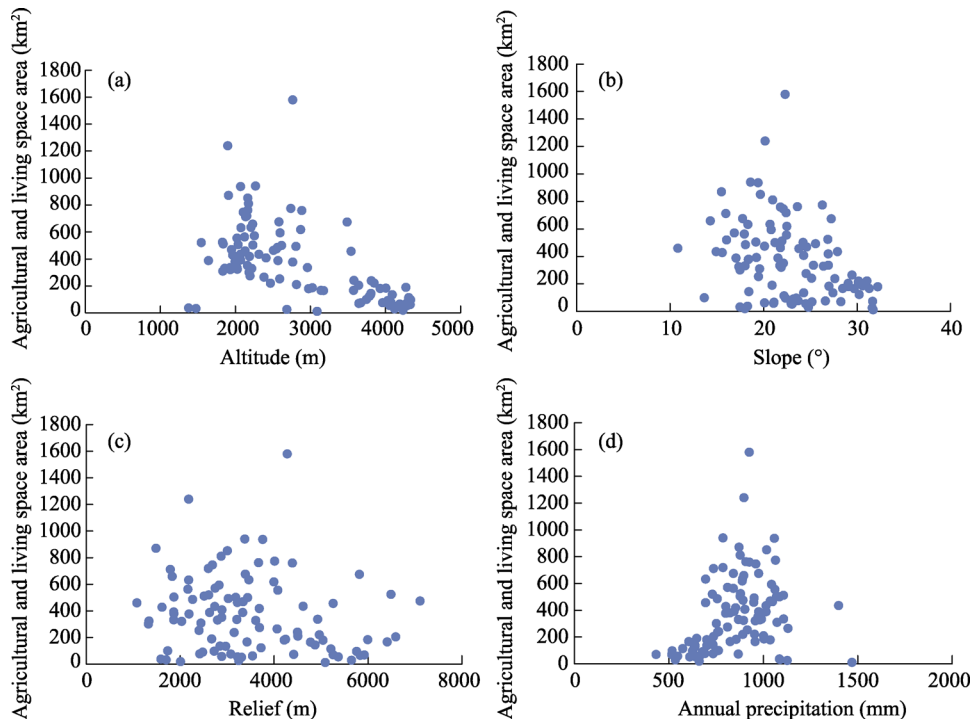 Agricultural and living space area (km²)
(a)
1800
1600
1400
1200
1000
800
600
400
200
0
0 1000 2000 3000 4000 5000
Altitude (m)
Agricultural and living space area (km²)
(b)
1800
1600
1400
1200
1000
800
600
400
200
0
0 10 20 30 40
Slope (°)
Agricultural and living space area (km²)
(c)
1800
1600
1400
1200
1000
800
600
400
200
0
0 2000 4000 6000 8000
Relief (m)
Agricultural and living space area (km²)
(d)
1800
1600
1400
1200
1000
800
600
400
200
0
0 500 1000 1500 2000
Annual precipitation (mm)